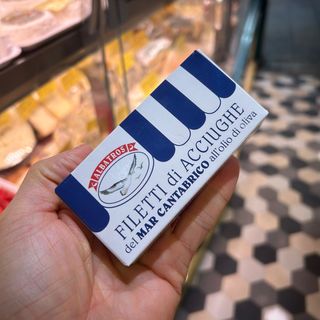 ALBATROS
FILETTI di ACCIUGHE
del MAR CANTABRICO all'olio di oliva